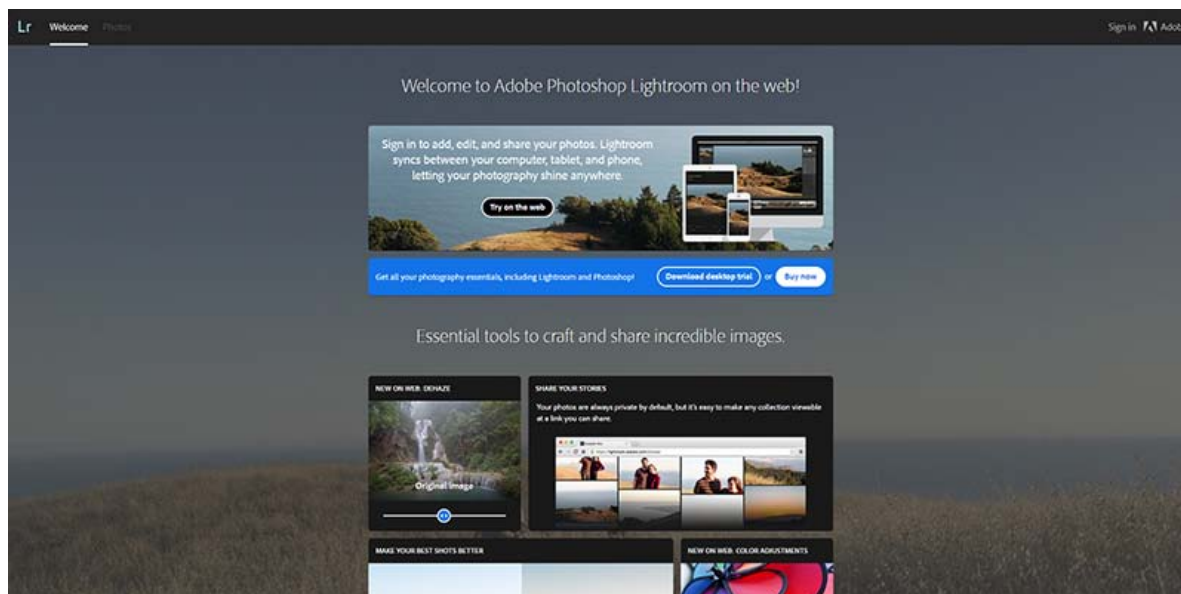 Lr Welcome Photos Sign in Adob
Welcome to Adobe Photoshop Lightroom on the web!
Sign in to add, edit, and share your photos. Lightroom
syncs between your computer, tablet, and phone,
letting your photography shine anywhere.
Try on the web
Get all your photography essentials, including Lightroom and Photoshop! Download desktop trial or Buy now
Essential tools to craft and share incredible images.
NEW ON WEB: DEHAZE
Original image
SHARE YOUR STORIES
Your photos are always private by default, but it's easy to make any collection viewable
at a link you can share.
MAKE YOUR BEST SHOTS BETTER
NEW ON WEB: COLOR ADJUSTMENTS